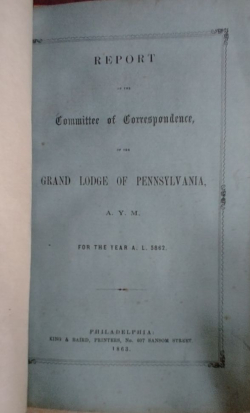 REPORT
OF THE
Committee of Correspondence,
OF THE
GRAND LODGE OF PENNSYLVANIA,
A. Y. M.
FOR THE YEAR A. L. 5862.
PHILADELPHIA:
KING & BAIRD, PRINTERS, No. 607 SANSOM STREET.
1863.